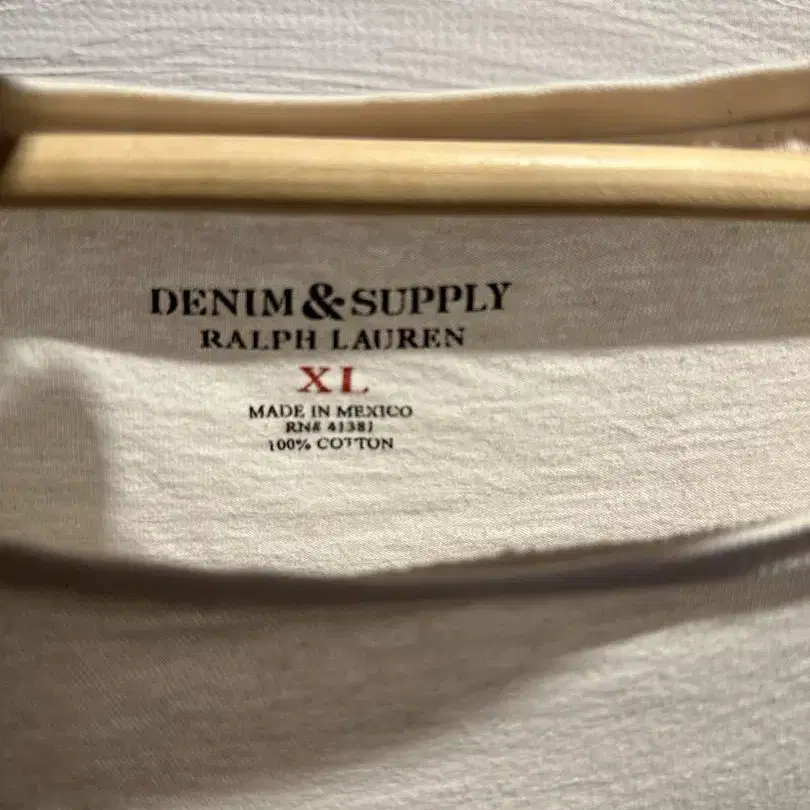 DENIM & SUPPLY
RALPH LAUREN
XL
MADE IN MEXICO
RN# 41381
100% COTTON